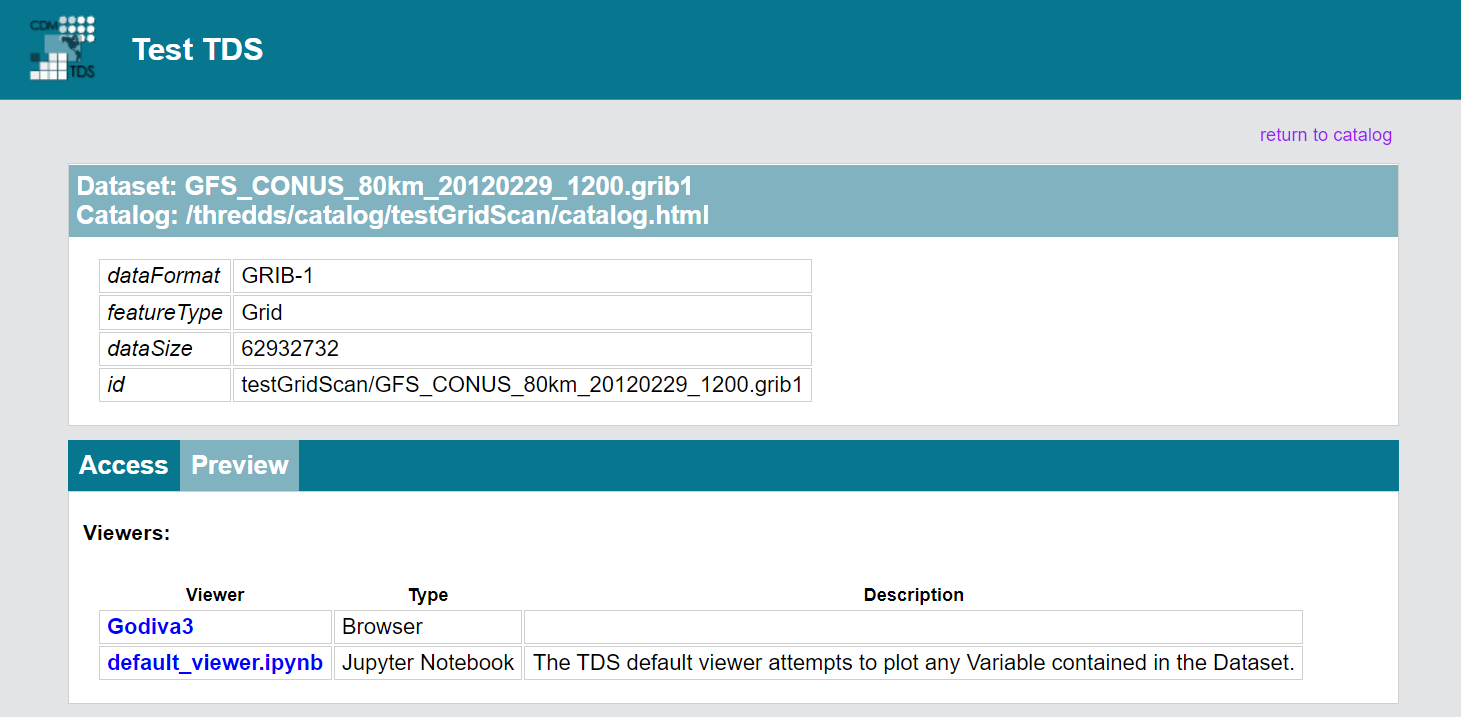 CDM
TDS
Test TDS
return to catalog
Dataset: GFS_CONUS_80km_20120229_1200.grib1
Catalog: /thredds/catalog/testGridScan/catalog.html
dataFormat GRIB-1
featureType Grid
dataSize 62932732
id testGridScan/GFS_CONUS_80km_20120229_1200.grib1
Access Preview
Viewers:
Viewer Type Description
Godiva3 Browser
default_viewer.ipynb Jupyter Notebook The TDS default viewer attempts to plot any Variable contained in the Dataset.